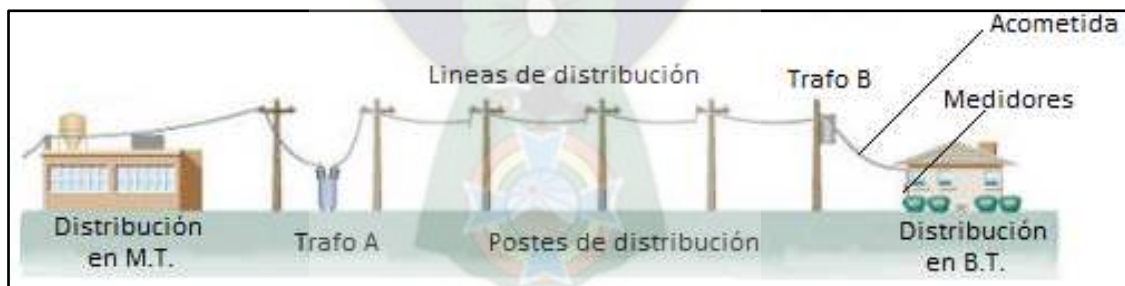 Acometida
Lineas de distribución
Trafo B
Medidores
Distribución
en M.T.
Trafo A
Postes de distribución
Distribución
en B.T.